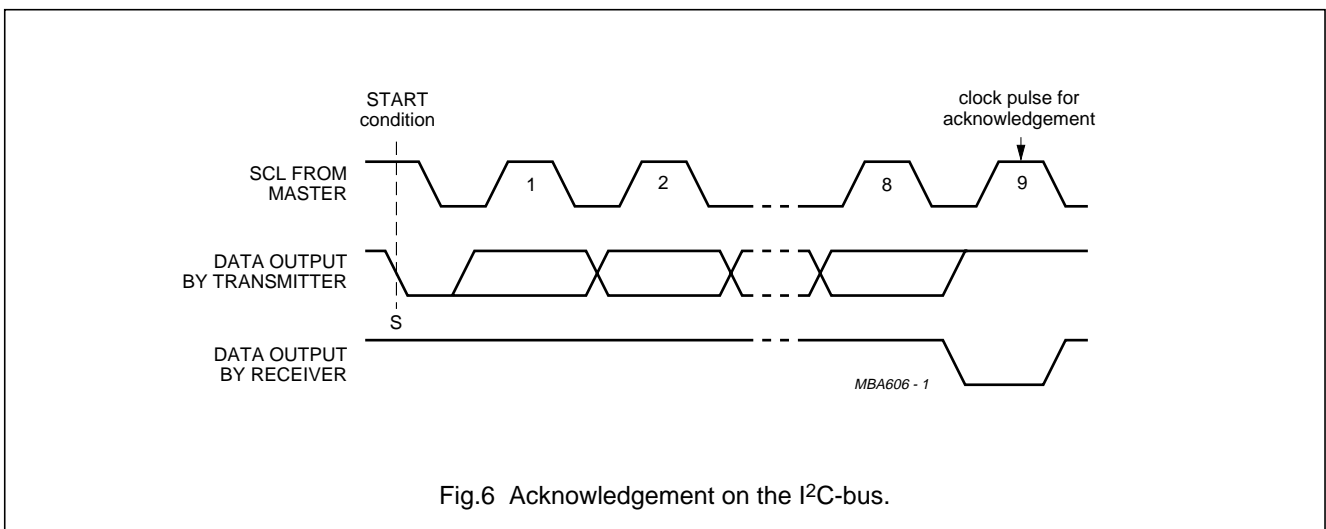 START
condition
clock pulse for
acknowledgement
SCL FROM
MASTER
1
2
8
9
DATA OUTPUT
BY TRANSMITTER
S
DATA OUTPUT
BY RECEIVER
MBA606 - 1
Fig.6 Acknowledgement on the I²C-bus.